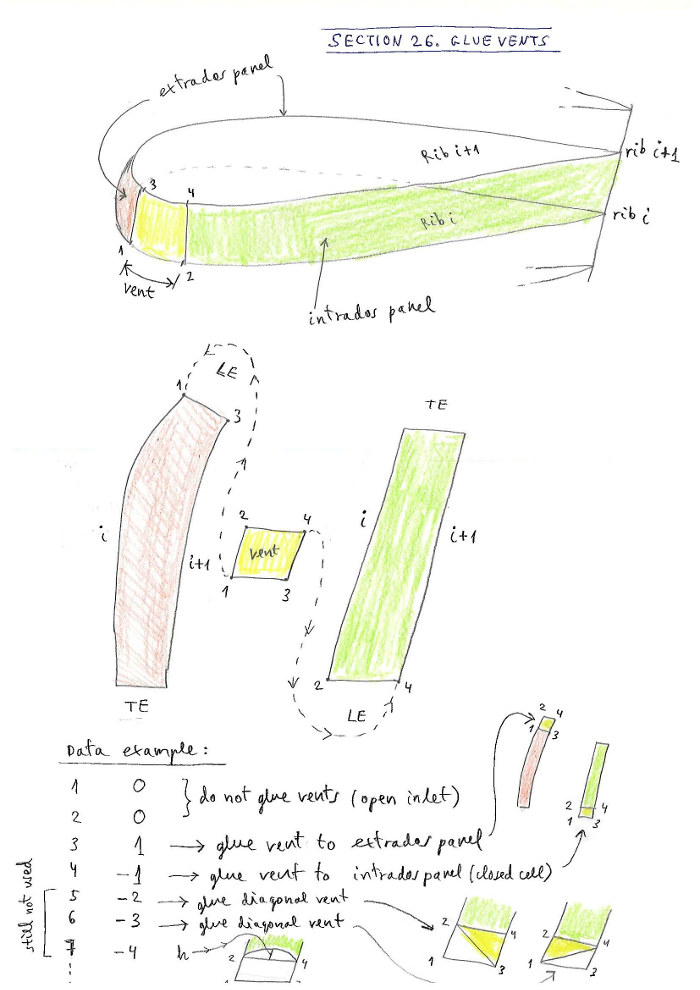 SECTION 26. GLUE VENTS
extrados panel
Rib i+1
rib i+1
3
4
Rib i
rib i
1
2
vent
intrados panel
LE
1
3
TE
i
i+1
2
4
vent
1
3
i
i+1
2
4
TE
LE
Data example:
1 0
2 0
} do not glue vents (open inlet)
3 1 → glue vent to extrados panel
4 -1 → glue vent to intrados panel (closed cell)
still not used
5 -2 → glue diagonal vent
6 -3 → glue diagonal vent
7 -4 h
2 4
2 4
1 3
2 4
1 3
2 4
1 3
2 4
1 3